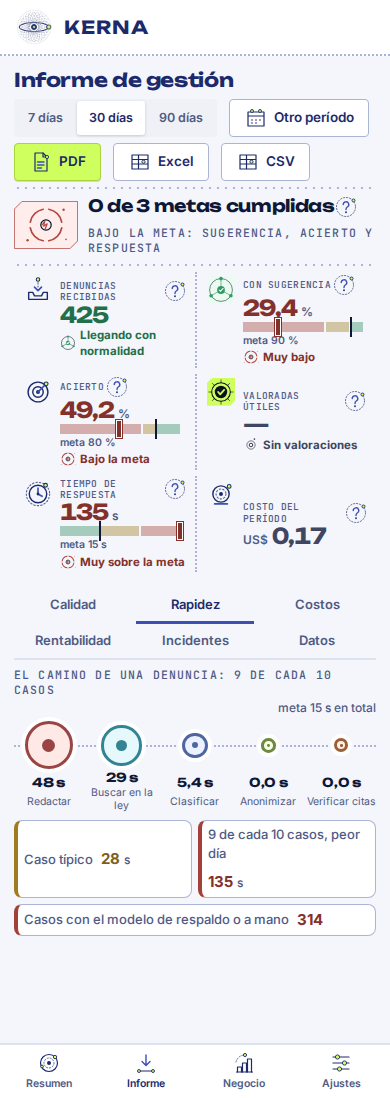 KERNA
Informe de gestión
7 días
30 días
90 días
Otro período
PDF
Excel
CSV
0 de 3 metas cumplidas ?
BAJO LA META: SUGERENCIA, ACIERTO Y
RESPUESTA
DENUNCIAS
RECIBIDAS
?
425
Llegando con
normalidad
CON SUGERENCIA ?
29,4 %
meta 90 %
Muy bajo
ACIERTO ?
49,2 %
meta 80 %
Bajo la meta
VALORADAS
ÚTILES
?
—
Sin valoraciones
TIEMPO DE
RESPUESTA
?
135 s
meta 15 s
Muy sobre la meta
COSTO DEL
PERÍODO
?
US$ 0,17
Calidad
Rapidez
Costos
Rentabilidad
Incidentes
Datos
EL CAMINO DE UNA DENUNCIA: 9 DE CADA 10
CASOS
meta 15 s en total
48 s
Redactar
29 s
Buscar en la
ley
5,4 s
Clasificar
0,0 s
Anonimizar
0,0 s
Verificar citas
Caso típico 28 s
9 de cada 10 casos, peor
día
135 s
Casos con el modelo de respaldo o a mano 314
Resumen
Informe
Negocio
Ajustes